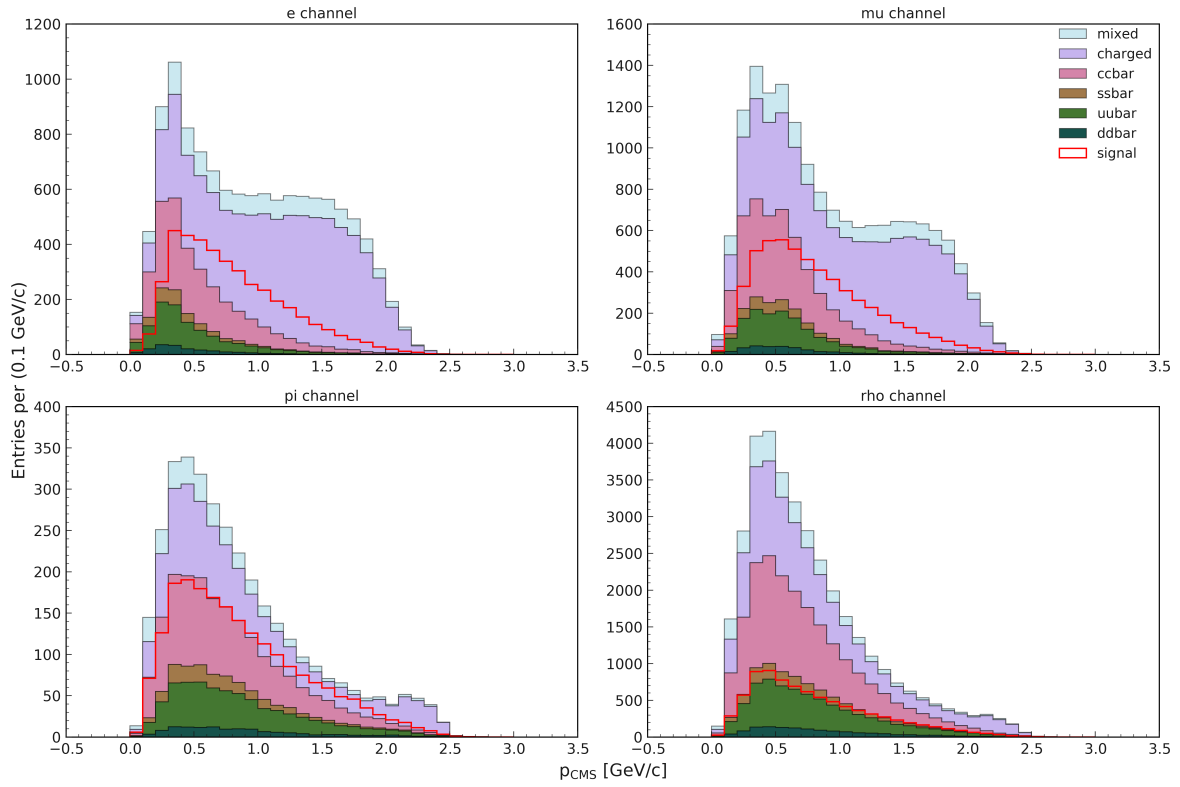 e channel
mu channel
1200
1000
800
600
400
200
0
−0.5 0.0 0.5 1.0 1.5 2.0 2.5 3.0 3.5
1600
1400
1200
1000
800
600
400
200
0
−0.5 0.0 0.5 1.0 1.5 2.0 2.5 3.0 3.5
mixed
charged
ccbar
ssbar
uubar
ddbar
signal
Entries per (0.1 GeV/c)
pi channel
rho channel
400
350
300
250
200
150
100
50
0
−0.5 0.0 0.5 1.0 1.5 2.0 2.5 3.0 3.5
4500
4000
3500
3000
2500
2000
1500
1000
500
0
−0.5 0.0 0.5 1.0 1.5 2.0 2.5 3.0 3.5
pCMS [GeV/c]